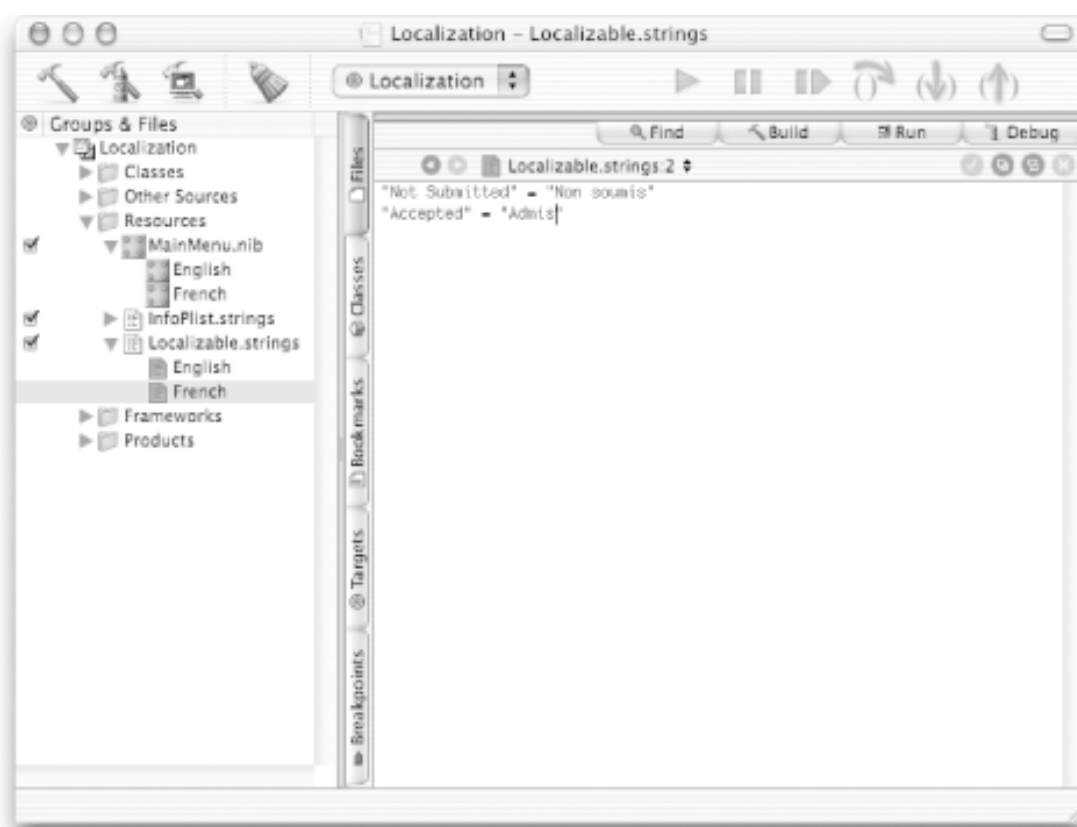 Localization – Localizable.strings
Localization
Groups & Files
Localization
Classes
Other Sources
Resources
MainMenu.nib
English
French
InfoPlist.strings
Localizable.strings
English
French
Frameworks
Products
Files
Classes
Bookmarks
Targets
Breakpoints
Find
Build
Run
Debug
Localizable.strings:2
"Not Submitted" = "Non soumis"
"Accepted" = "Admis"